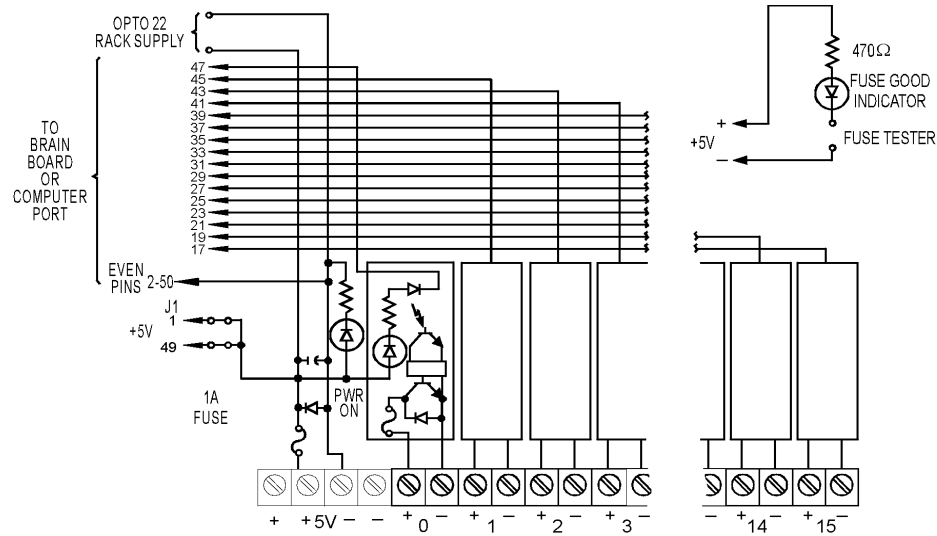 OPTO 22
RACK SUPPLY
47
45
43
41
39
37
35
33
31
29
27
25
23
21
19
17
TO
BRAIN
BOARD
OR
COMPUTER
PORT
EVEN
PINS 2-50
J1
1
+5V
49
1A
FUSE
PWR
ON
470Ω
FUSE GOOD
INDICATOR
+
+5V
–
FUSE TESTER
+ +5V – – + 0 – + 1 – + 2 – + 3 – – + 14 – + 15 –